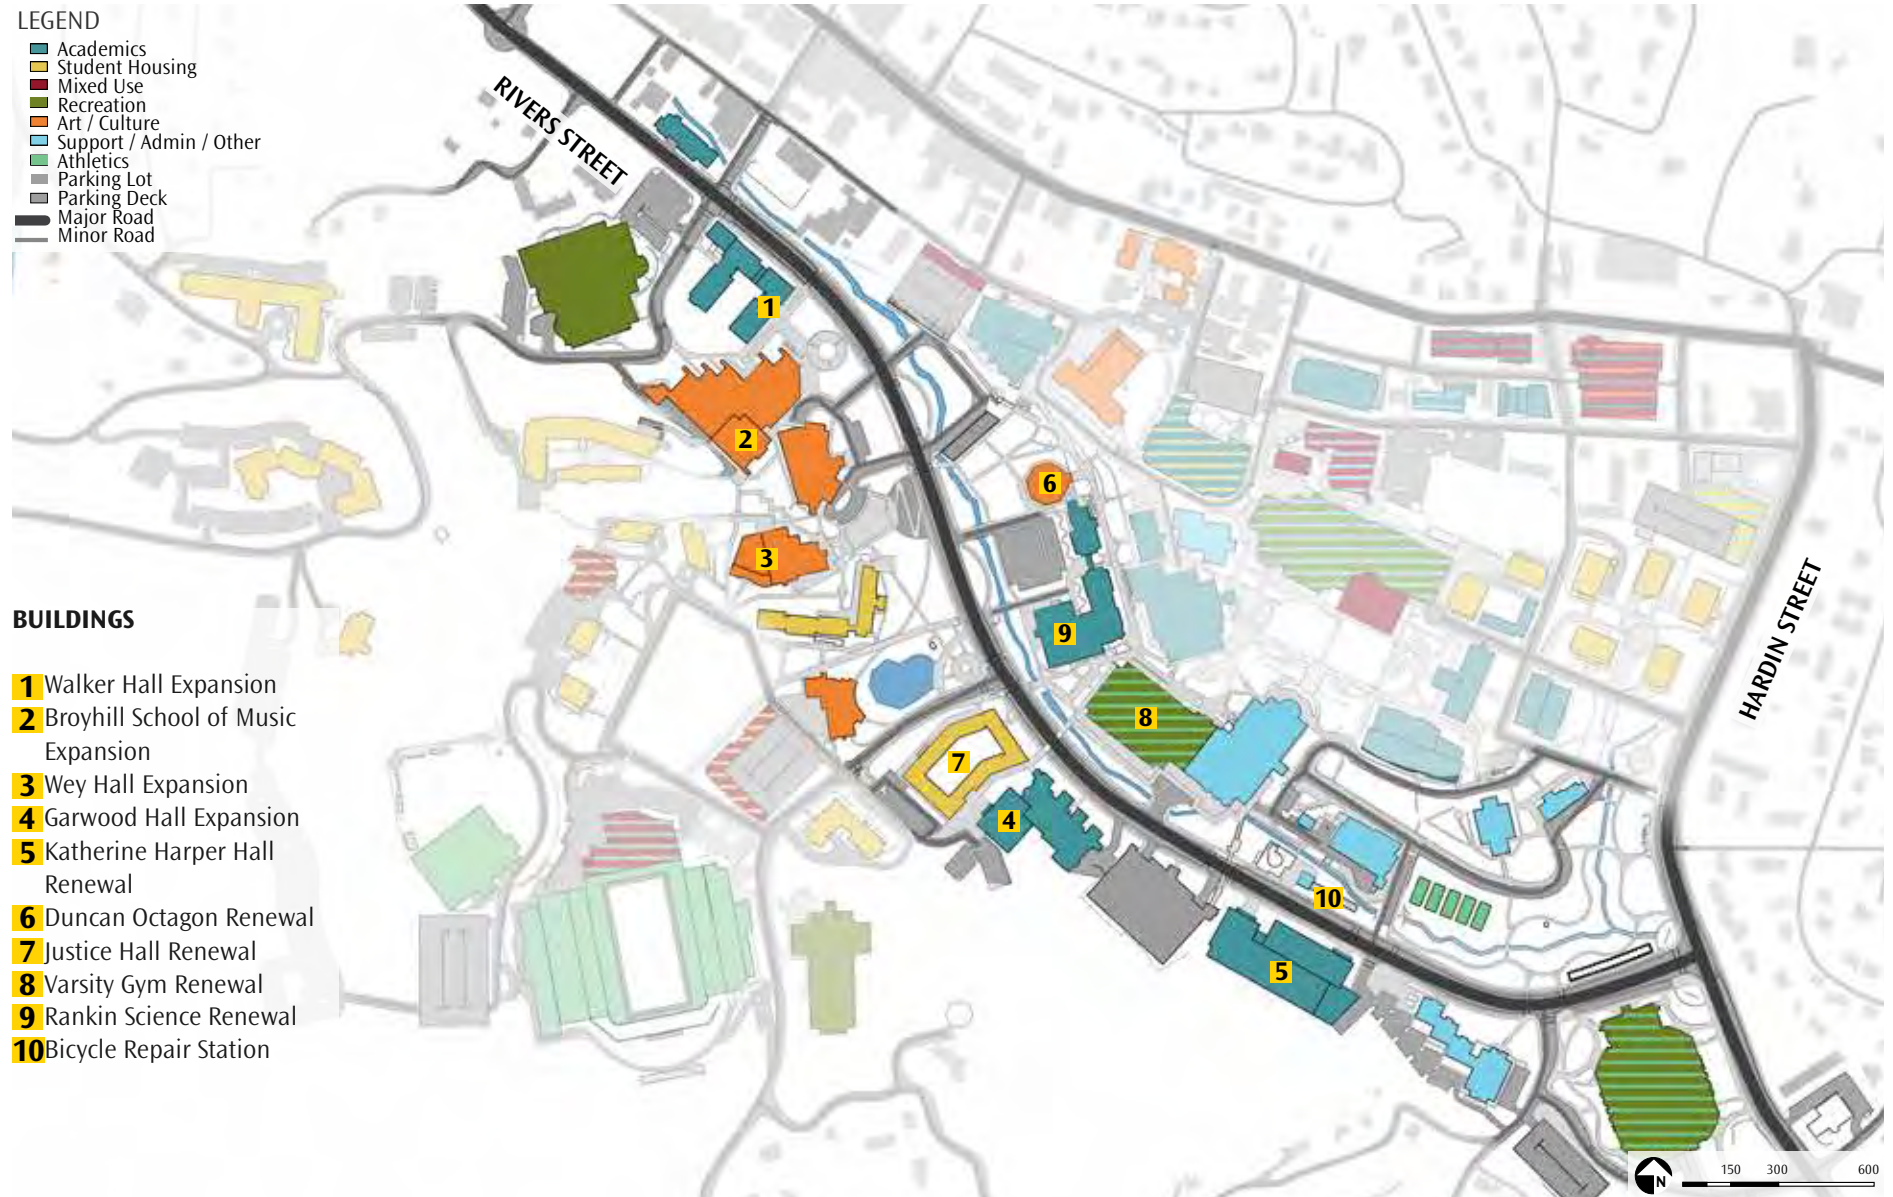 LEGEND
Academics
Student Housing
Mixed Use
Recreation
Art / Culture
Support / Admin / Other
Athletics
Parking Lot
Parking Deck
Major Road
Minor Road
RIVERS STREET
HARDIN STREET
1
2
3
4
5
6
7
8
9
10
BUILDINGS
1 Walker Hall Expansion
2 Broyhill School of Music
Expansion
3 Wey Hall Expansion
4 Garwood Hall Expansion
5 Katherine Harper Hall
Renewal
6 Duncan Octagon Renewal
7 Justice Hall Renewal
8 Varsity Gym Renewal
9 Rankin Science Renewal
10 Bicycle Repair Station
N
150 300 600